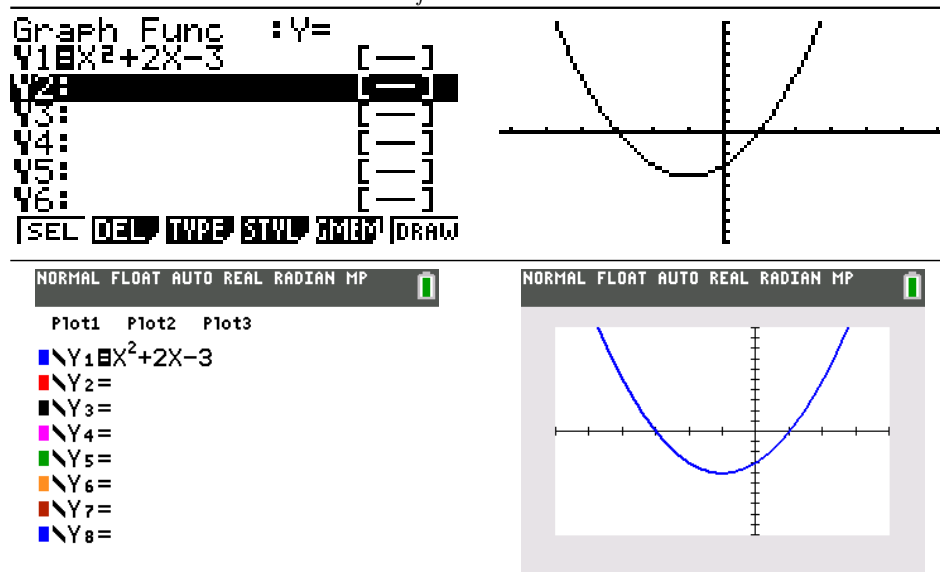 Graph Func :Y=
Y1=X²+2X-3 [—]
Y2: [—]
Y3: [—]
Y4: [—]
Y5: [—]
Y6: [—]
SEL DEL TYPE STYL GMEM DRAW
NORMAL FLOAT AUTO REAL RADIAN MP
Plot1 Plot2 Plot3
\Y₁=X²+2X-3
\Y₂=
\Y₃=
\Y₄=
\Y₅=
\Y₆=
\Y₇=
\Y₈=
NORMAL FLOAT AUTO REAL RADIAN MP